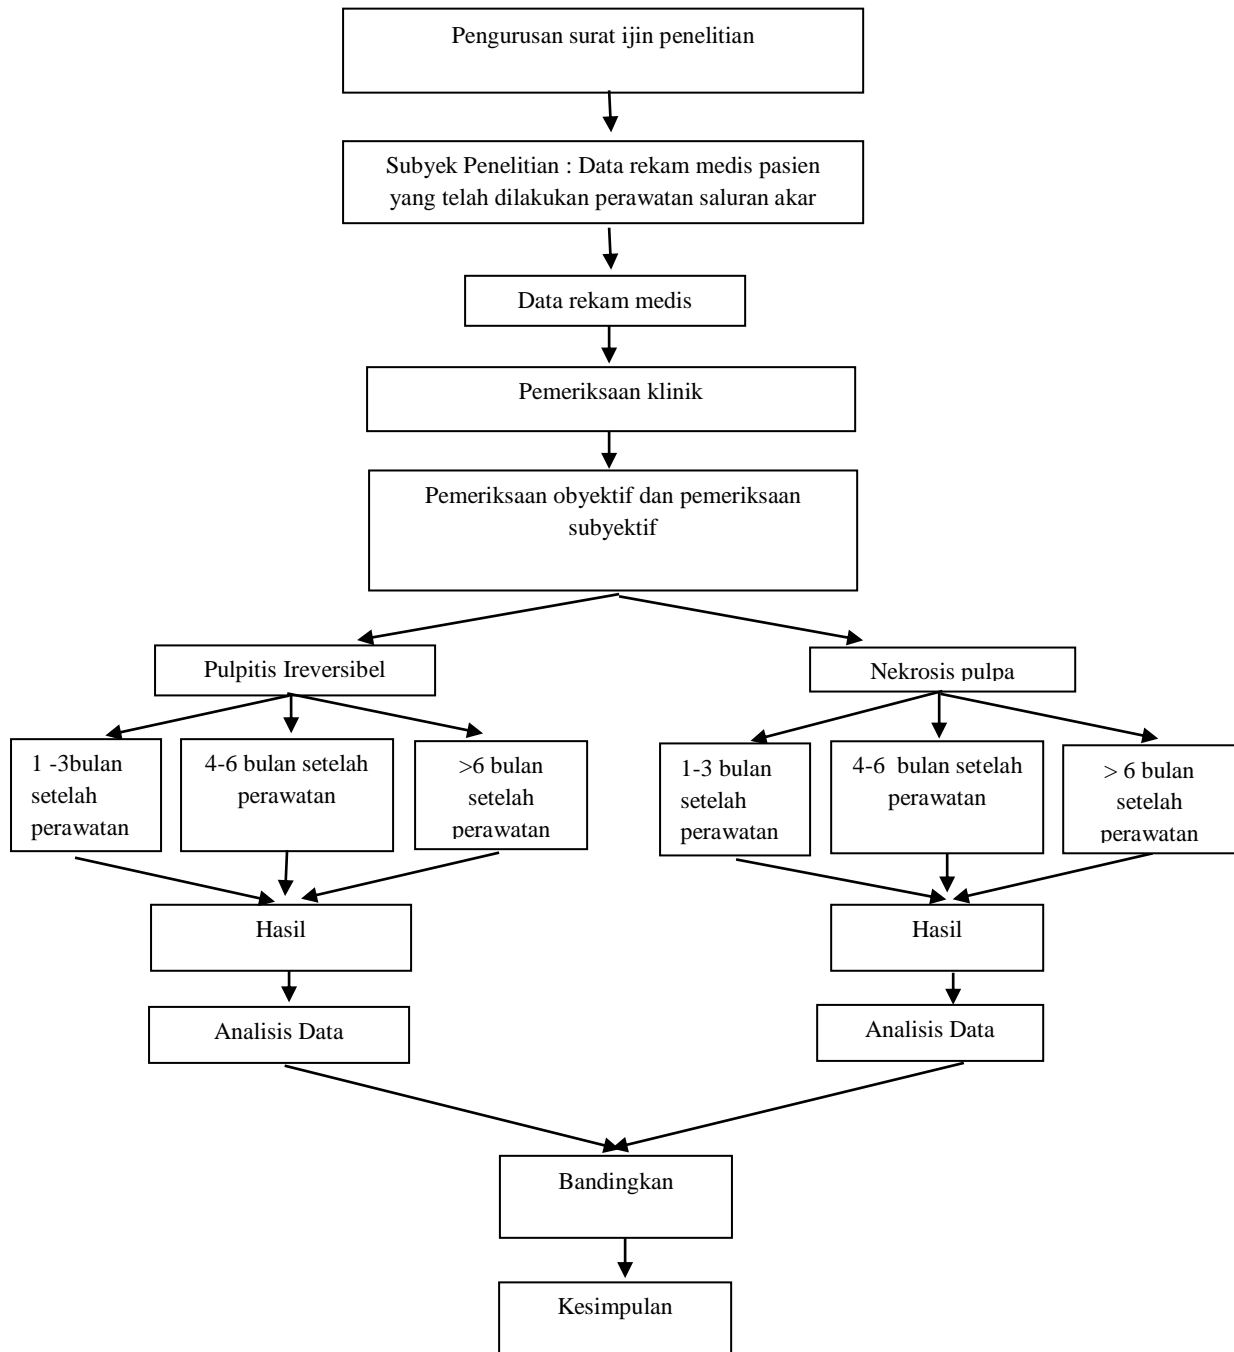 Pengurusan surat ijin penelitian
Subyek Penelitian : Data rekam medis pasien
yang telah dilakukan perawatan saluran akar
Data rekam medis
Pemeriksaan klinik
Pemeriksaan obyektif dan pemeriksaan
subyektif
Pulpitis Ireversibel
Nekrosis pulpa
1 -3bulan
setelah
perawatan
4-6 bulan setelah
perawatan
>6 bulan
setelah
perawatan
1-3 bulan
setelah
perawatan
4-6 bulan setelah
perawatan
> 6 bulan
setelah
perawatan
Hasil
Hasil
Analisis Data
Analisis Data
Bandingkan
Kesimpulan